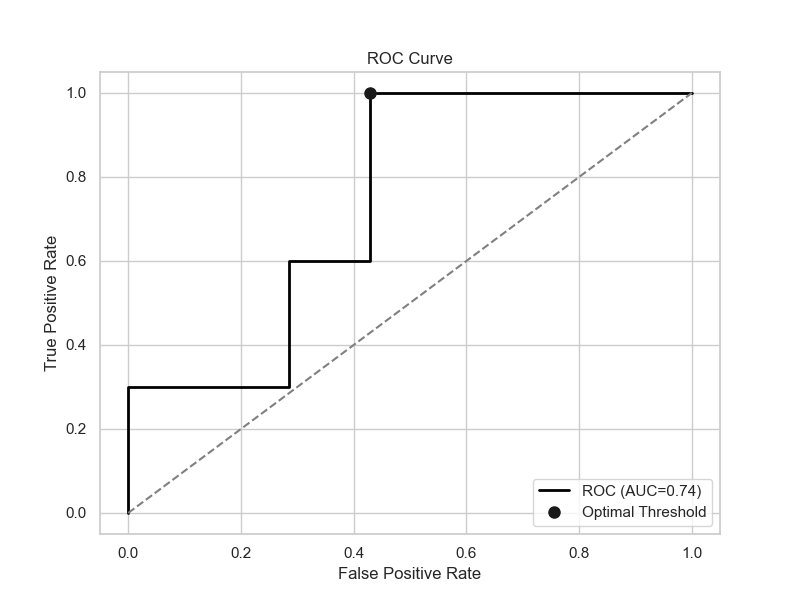 ROC Curve
1.0
0.8
0.6
0.4
0.2
0.0
True Positive Rate
0.0 0.2 0.4 0.6 0.8 1.0
False Positive Rate
ROC (AUC=0.74)
Optimal Threshold